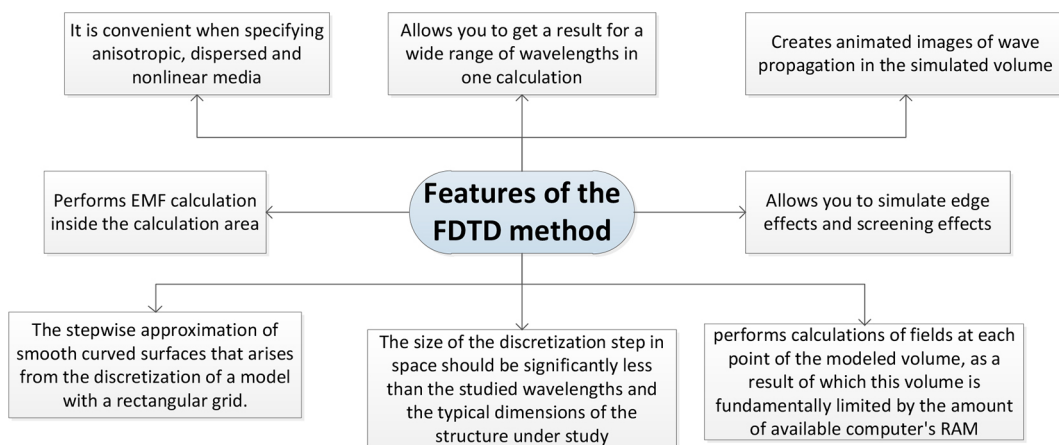 It is convenient when specifying
anisotropic, dispersed and
nonlinear media
Allows you to get a result for a
wide range of wavelengths in
one calculation
Creates animated images of wave
propagation in the simulated volume
Performs EMF calculation
inside the calculation area
Features of the
FDTD method
Allows you to simulate edge
effects and screening effects
The stepwise approximation of
smooth curved surfaces that arises
from the discretization of a model
with a rectangular grid.
The size of the discretization step in
space should be significantly less
than the studied wavelengths and
the typical dimensions of the
structure under study
performs calculations of fields at each
point of the modeled volume, as a
result of which this volume is
fundamentally limited by the amount
of available computer's RAM